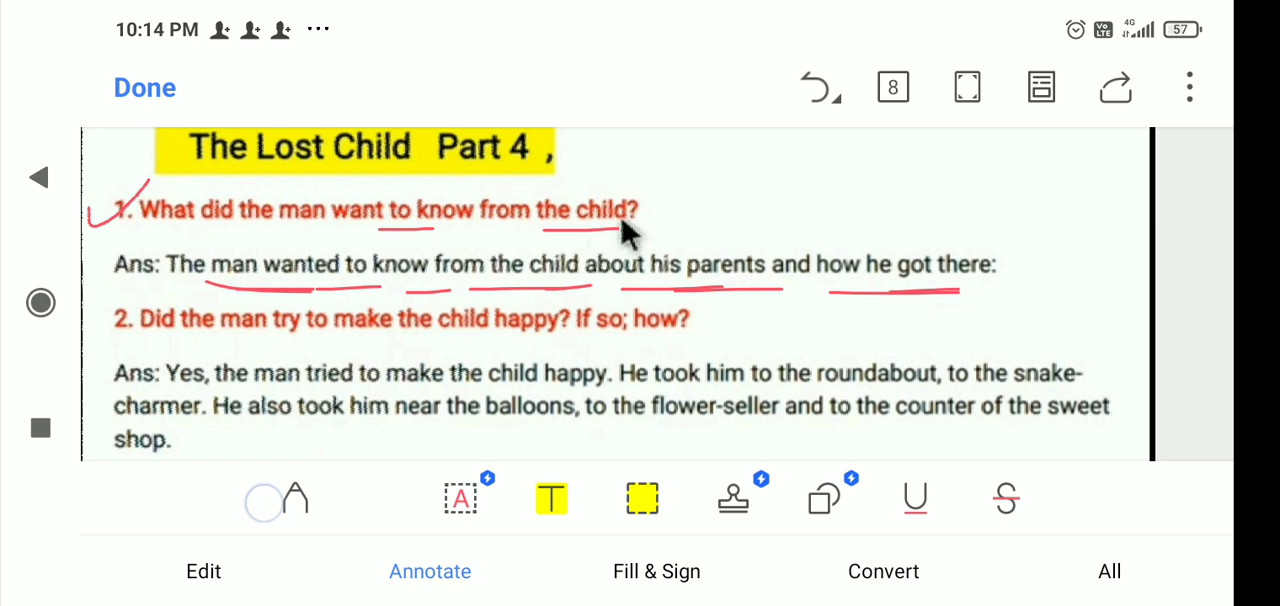 10:14 PM
Vo LTE
4G
57
Done
8
The Lost Child Part 4 ,
1. What did the man want to know from the child?
Ans: The man wanted to know from the child about his parents and how he got there:
2. Did the man try to make the child happy? If so; how?
Ans: Yes, the man tried to make the child happy. He took him to the roundabout, to the snake-
charmer. He also took him near the balloons, to the flower-seller and to the counter of the sweet
shop.
A
T
U
S
Edit
Annotate
Fill & Sign
Convert
All